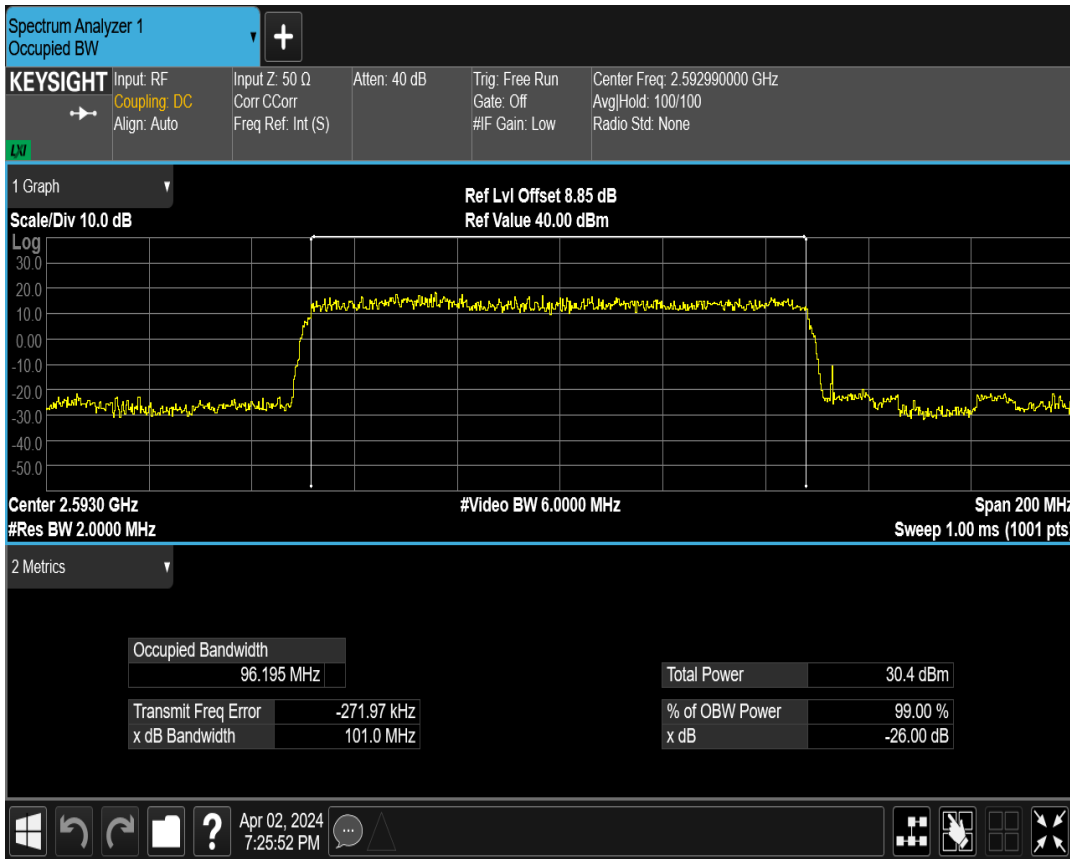 Spectrum Analyzer 1
Occupied BW
+
KEYSIGHT
LXI
Input: RF
Coupling: DC
Align: Auto
Input Z: 50 Ω
Corr CCorr
Freq Ref: Int (S)
Atten: 40 dB
Trig: Free Run
Gate: Off
#IF Gain: Low
Center Freq: 2.592990000 GHz
Avg|Hold: 100/100
Radio Std: None
1 Graph
Scale/Div 10.0 dB
Ref Lvl Offset 8.85 dB
Ref Value 40.00 dBm
Log
30.0
20.0
10.0
0.00
-10.0
-20.0
-30.0
-40.0
-50.0
Center 2.5930 GHz
#Video BW 6.0000 MHz
Span 200 MHz
#Res BW 2.0000 MHz
Sweep 1.00 ms (1001 pts)
2 Metrics
Occupied Bandwidth
96.195 MHz
Total Power 30.4 dBm
Transmit Freq Error -271.97 kHz
% of OBW Power 99.00 %
x dB Bandwidth 101.0 MHz
x dB -26.00 dB
?
Apr 02, 2024
7:25:52 PM